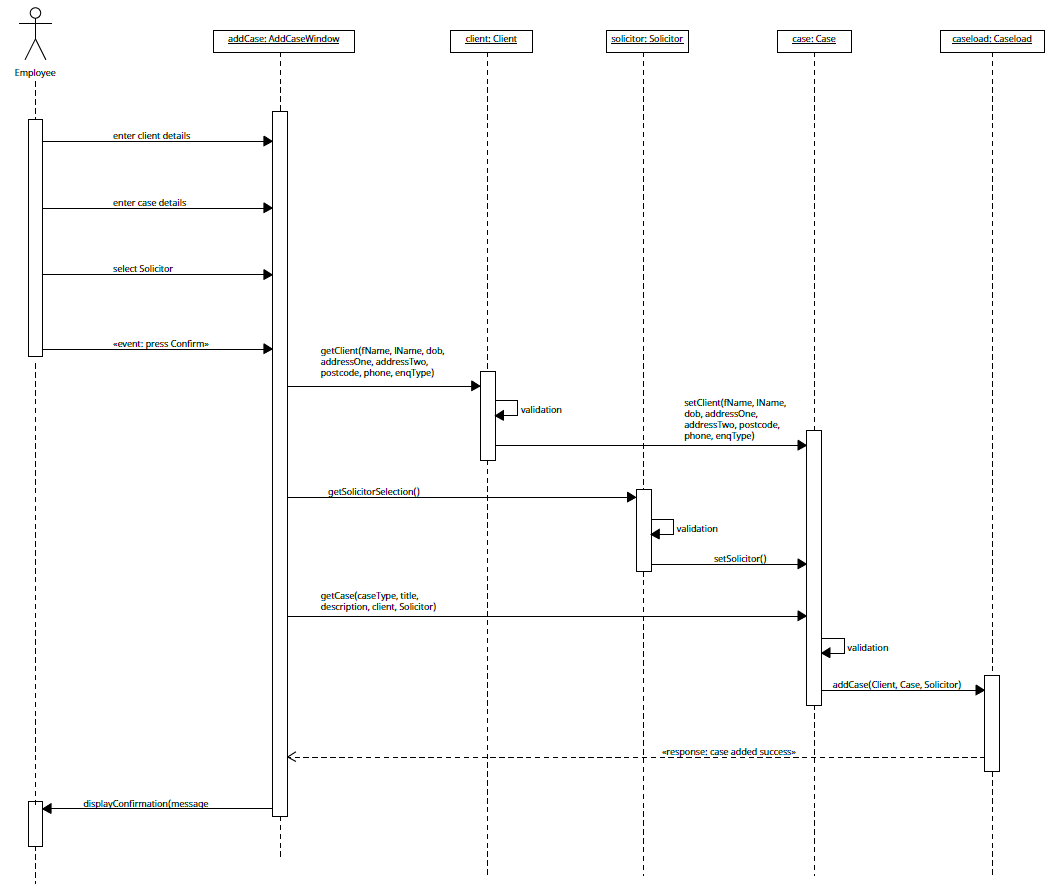 addCase: AddCaseWindow
client: Client
solicitor: Solicitor
case: Case
caseload: Caseload
Employee
enter client details
enter case details
select Solicitor
«event: press Confirm»
getClient(fName, lName, dob,
addressOne, addressTwo,
postcode, phone, enqType)
validation
setClient(fName, lName,
dob, addressOne,
addressTwo, postcode,
phone, enqType)
getSolicitorSelection()
validation
setSolicitor()
getCase(caseType, title,
description, client, Solicitor)
validation
addCase(Client, Case, Solicitor)
«response: case added success»
displayConfirmation(message